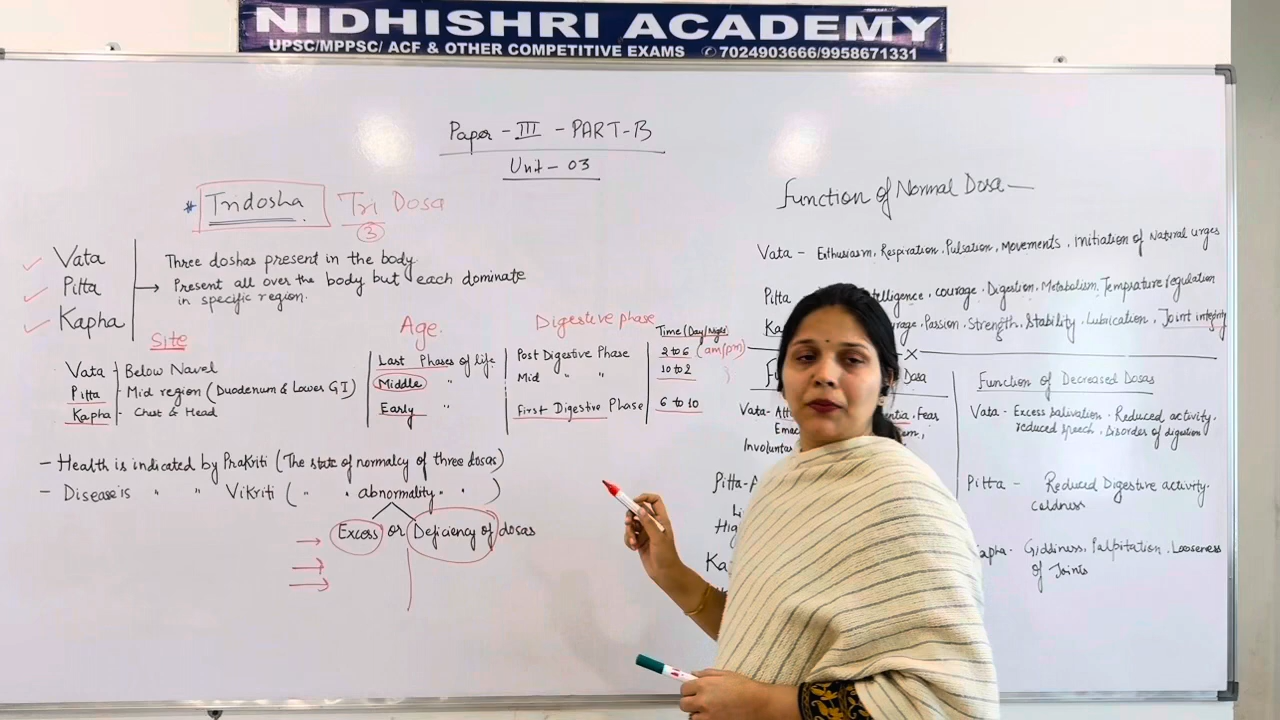 NIDHISHRI ACADEMY
UPSC/MPPSC/ ACF & OTHER COMPETITIVE EXAMS ✆7024903666/9958671331
Paper - III - PART-B
Unit - 03
* Tridosha Tri Dosa
3
Vata
Pitta
Kapha
Three doshas present in the body
→ Present all over the body but each dominate
in specific region.
Site
Age.
Digestive phase
Time (Day/Night)
Vata - Below Navel
Pitta - Mid region (Duodenum & Lower GI)
Kapha - Chest & Head
Last Phases of life
Middle "
Early "
Post Digestive Phase
Mid " "
First Digestive Phase
2 to 6 (am/pm)
10 to 2
6 to 10
- Health is indicated by Prakriti (The state of normalcy of three dosas)
- Disease is " " Vikriti ( " " abnormality " " )
Excess or Deficiency of dosas
Function of Normal Dosa —
Vata - Enthusiasm, Respiration, Pulsation, Movements, Initiation of Natural urges
Pitta courage, Digestion, Metabolism, Temprature regulation
Passion, Strength, Stability, Lubrication, Joint integrity
x
Dosa
Vata-
Fear
Involuntas
Pitta-
Function of Decreased Dosas
Vata - Excess salivation, Reduced activity,
reduced speech, Disorder of digestion
Pitta - Reduced Digestive activity.
coldness
Giddiness, Palpitation, Looseness
of Joints